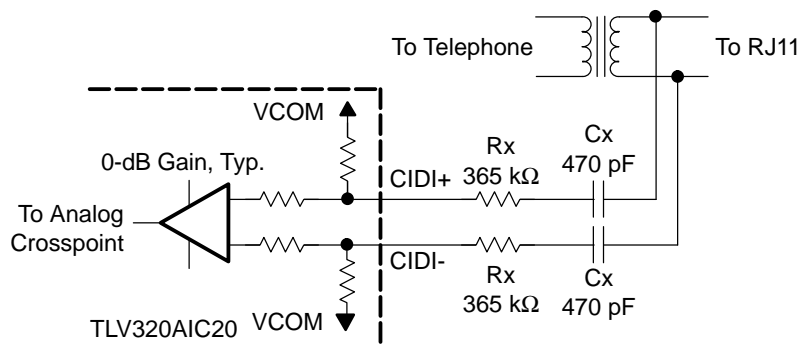 To Telephone
To RJ11
VCOM
Rx
365 kΩ
Cx
470 pF
0-dB Gain, Typ.
CIDI+
To Analog
Crosspoint
CIDI-
Rx
365 kΩ
Cx
470 pF
VCOM
TLV320AIC20